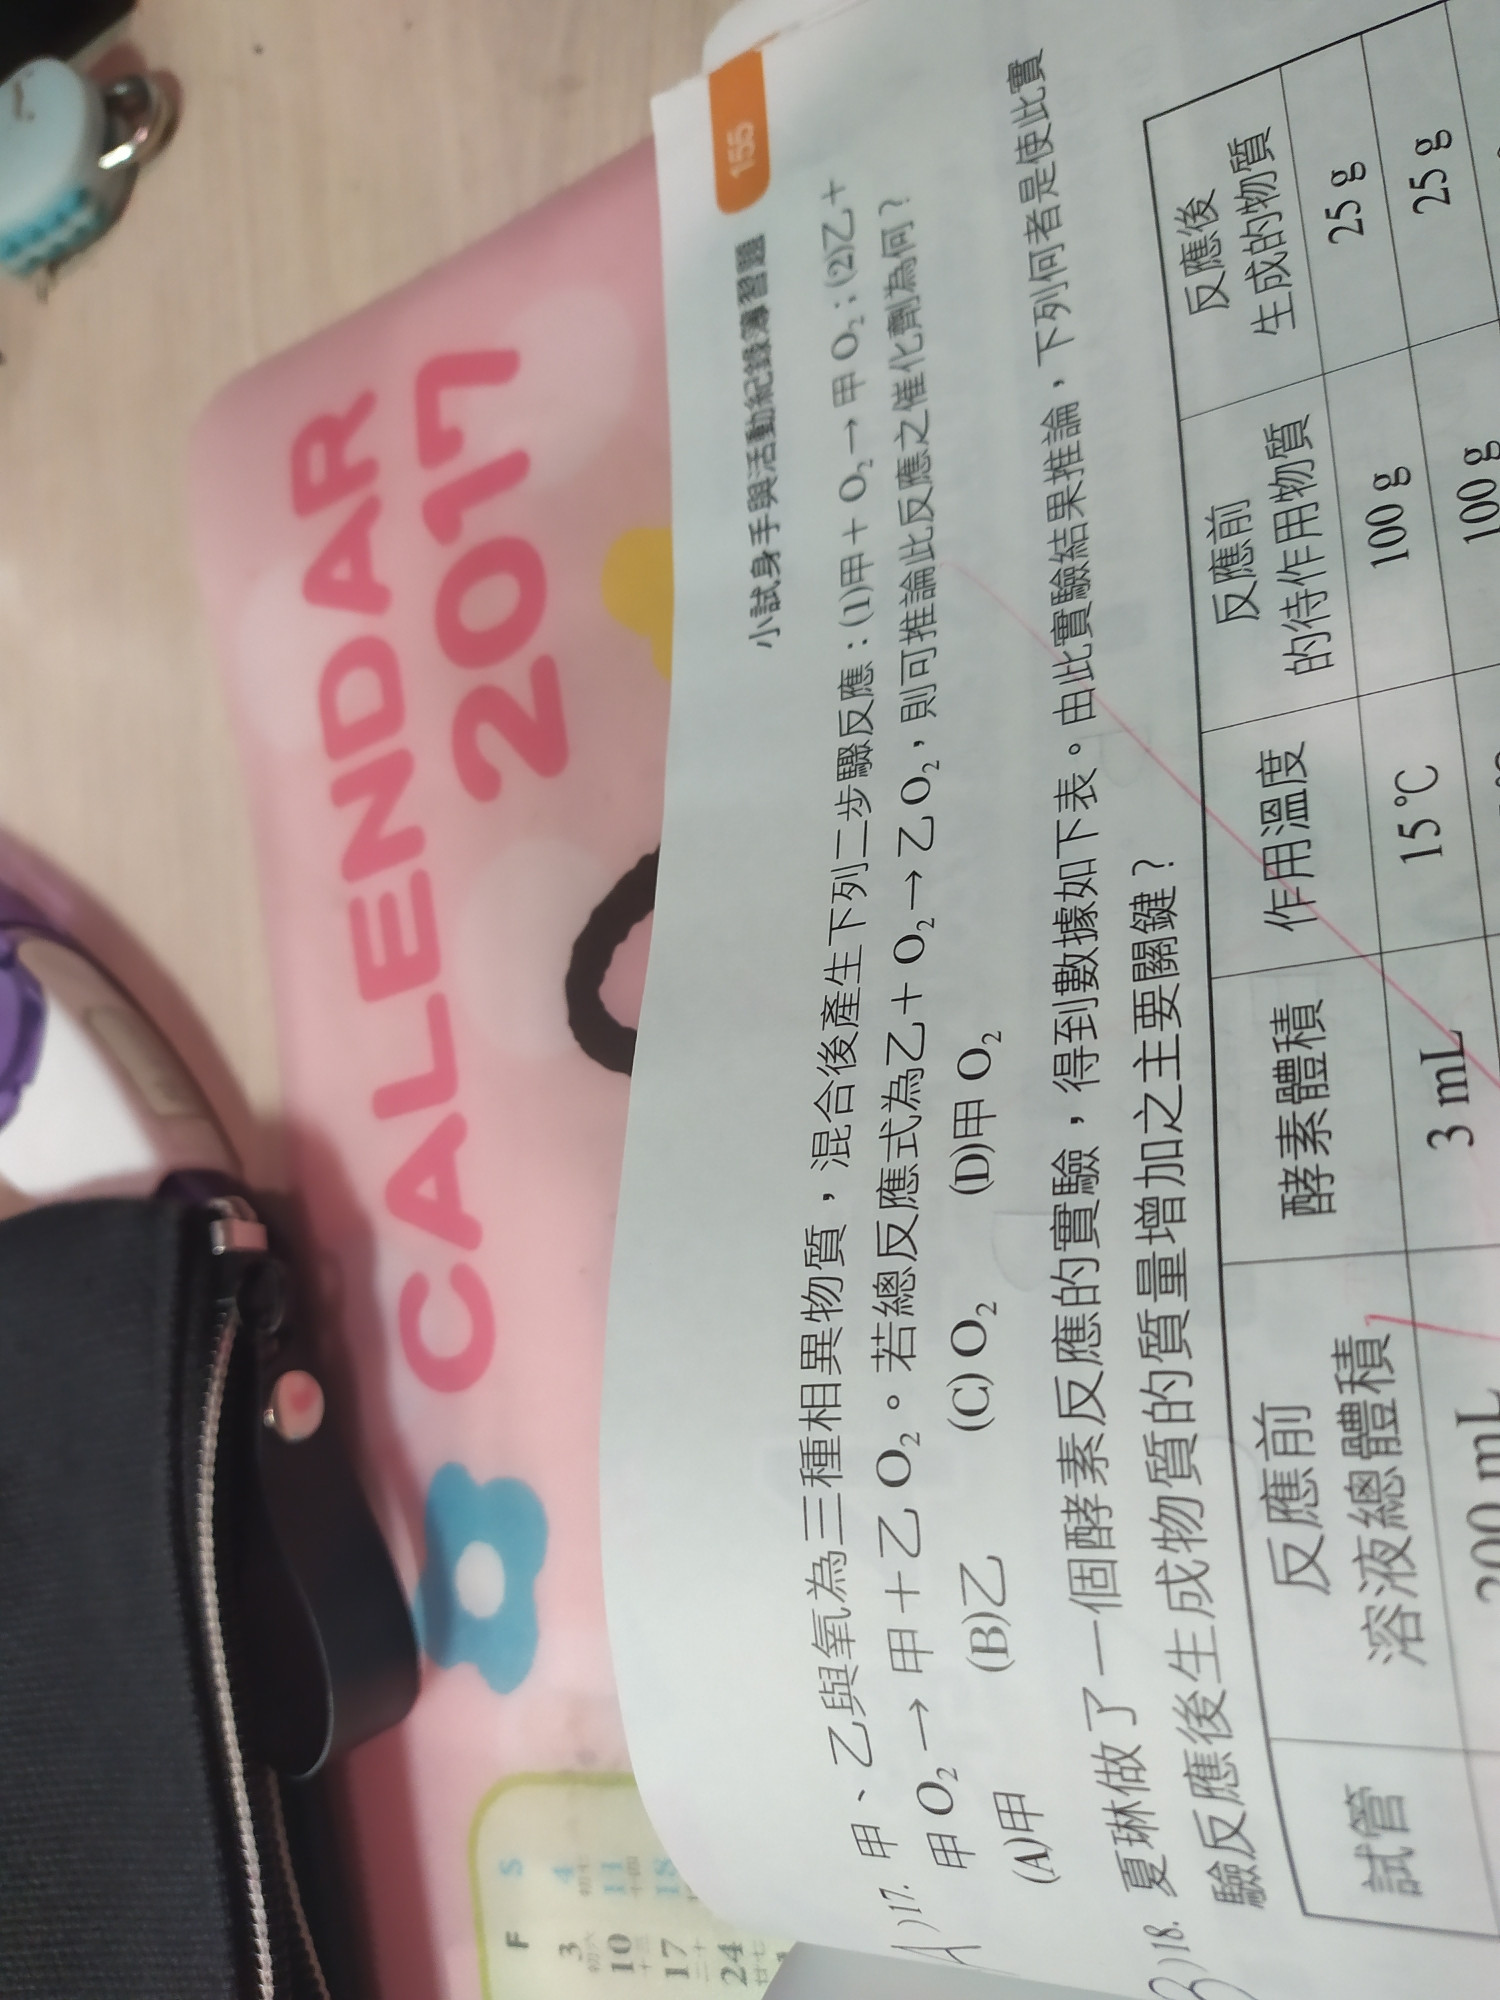 155
小試身手與活動紀錄簿習題
A)17. 甲、乙與氧為三種相異物質，混合後產生下列二步驟反應：(1)甲＋O₂→甲O₂；(2)乙＋
甲O₂→甲＋乙O₂。若總反應式為乙＋O₂→乙O₂，則可推論此反應之催化劑為何？
(A)甲 (B)乙 (C)O₂ (D)甲O₂
B)18. 夏琳做了一個酵素反應的實驗，得到數據如下表。由此實驗結果推論，下列何者是使此實
驗反應後生成物質的質量增加之主要關鍵？
試管 反應前 酵素體積 作用溫度 反應前 反應後
溶液總體積 的待作用物質 生成的物質
200 mL 3 mL 15℃ 100 g 25 g
100 g 25 g
CALENDAR
2017
F S
3 4
10 11
17 18
24